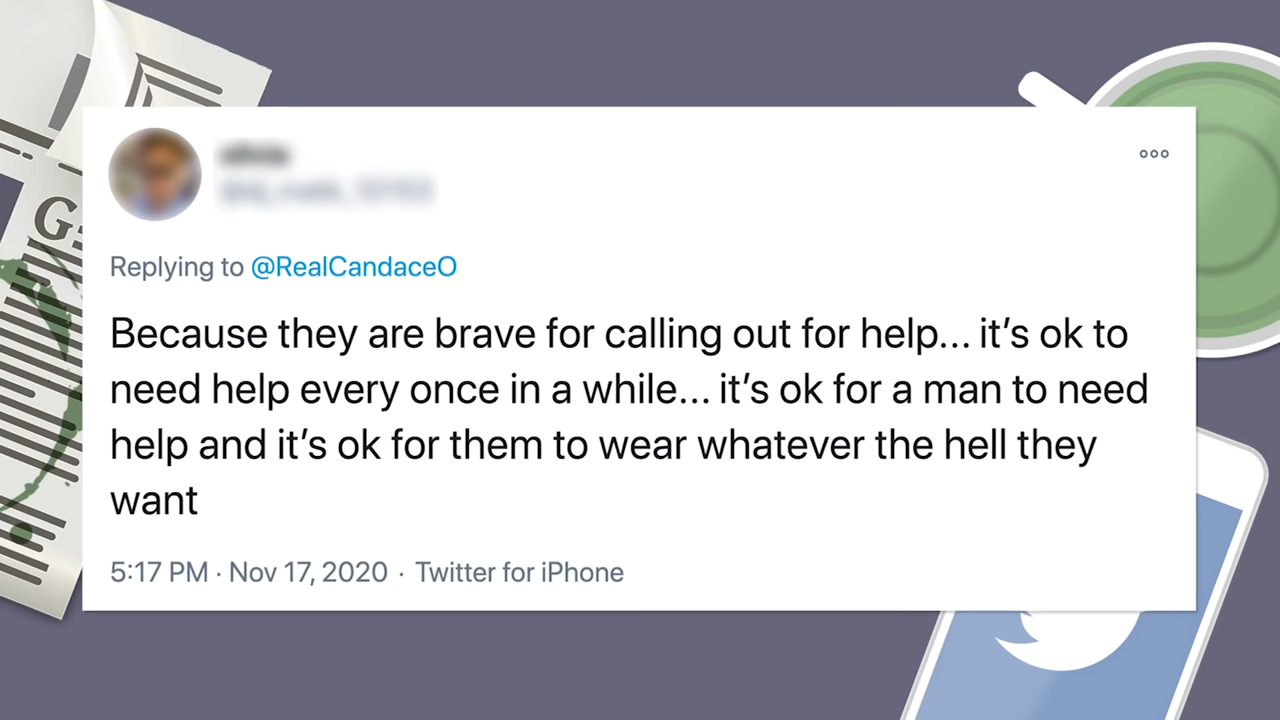 G
Replying to @RealCandaceO
Because they are brave for calling out for help... it’s ok to
need help every once in a while... it’s ok for a man to need
help and it’s ok for them to wear whatever the hell they
want
5:17 PM · Nov 17, 2020 · Twitter for iPhone